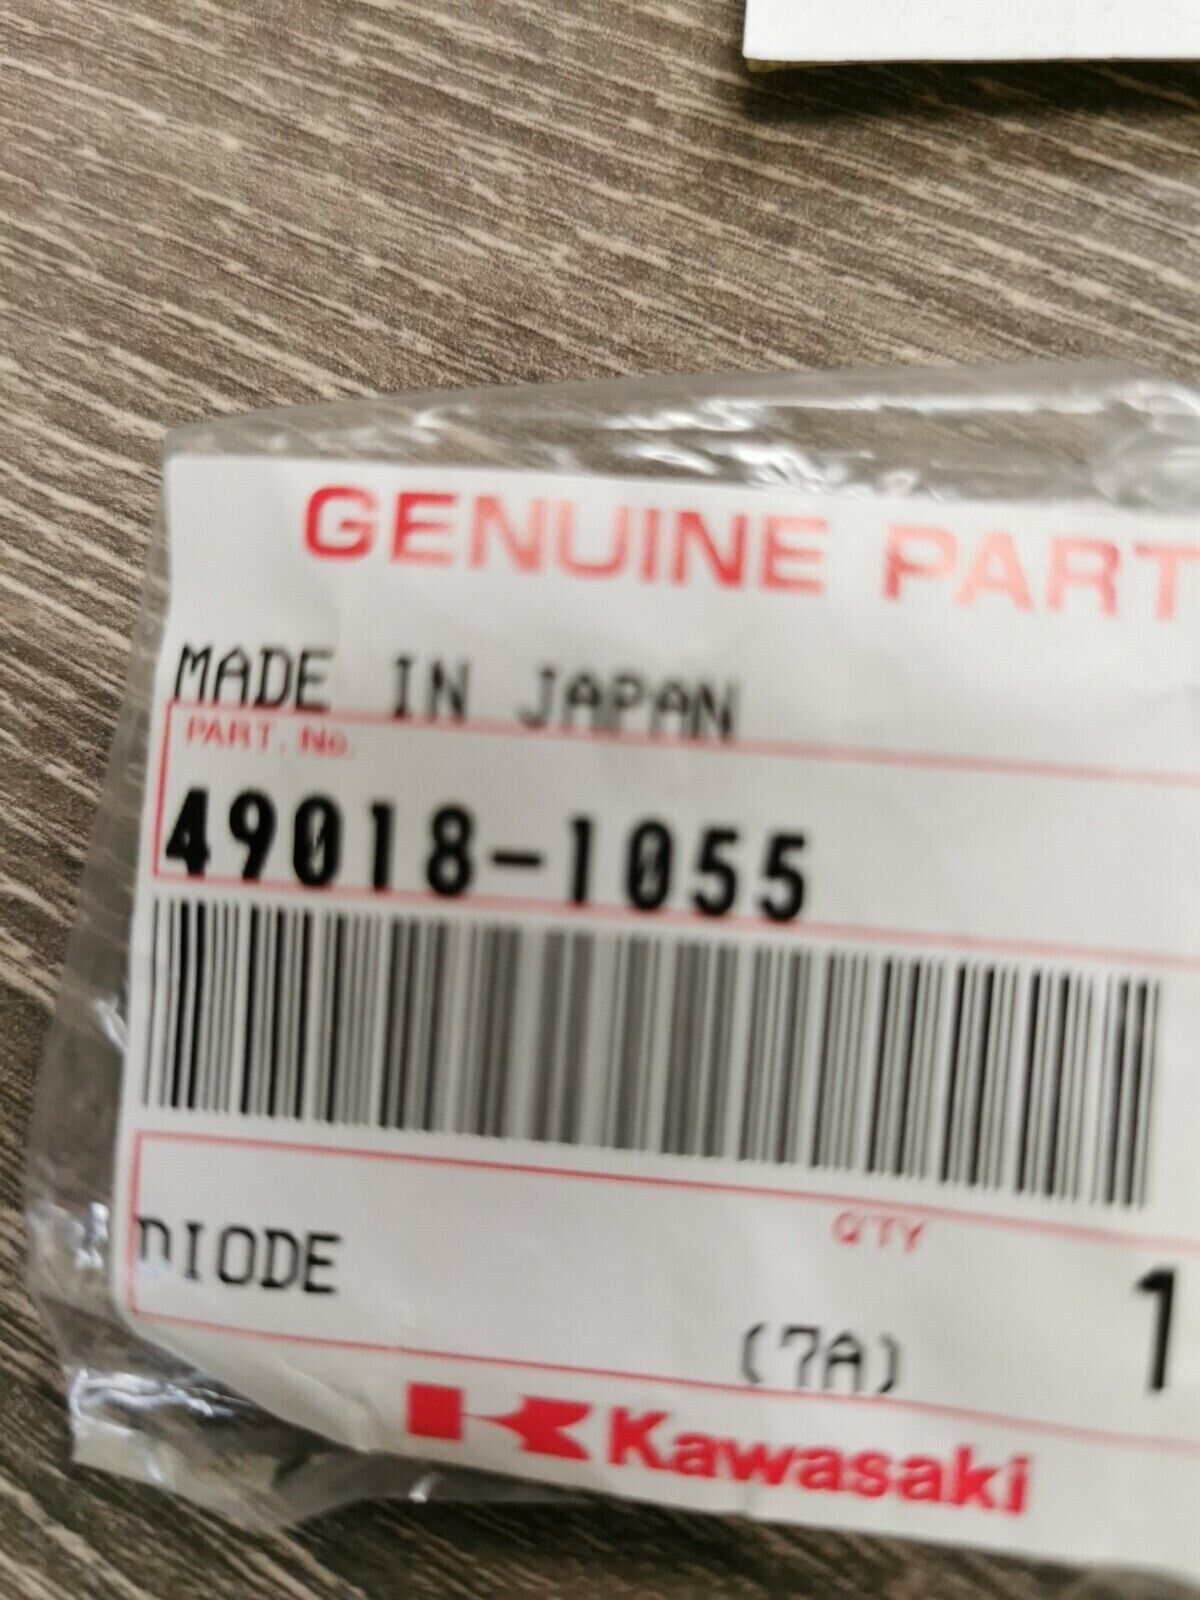 GENUINE PART
MADE IN JAPAN
PART. No.
49018-1055
DIODE
QTY
1
(7A)
Kawasaki